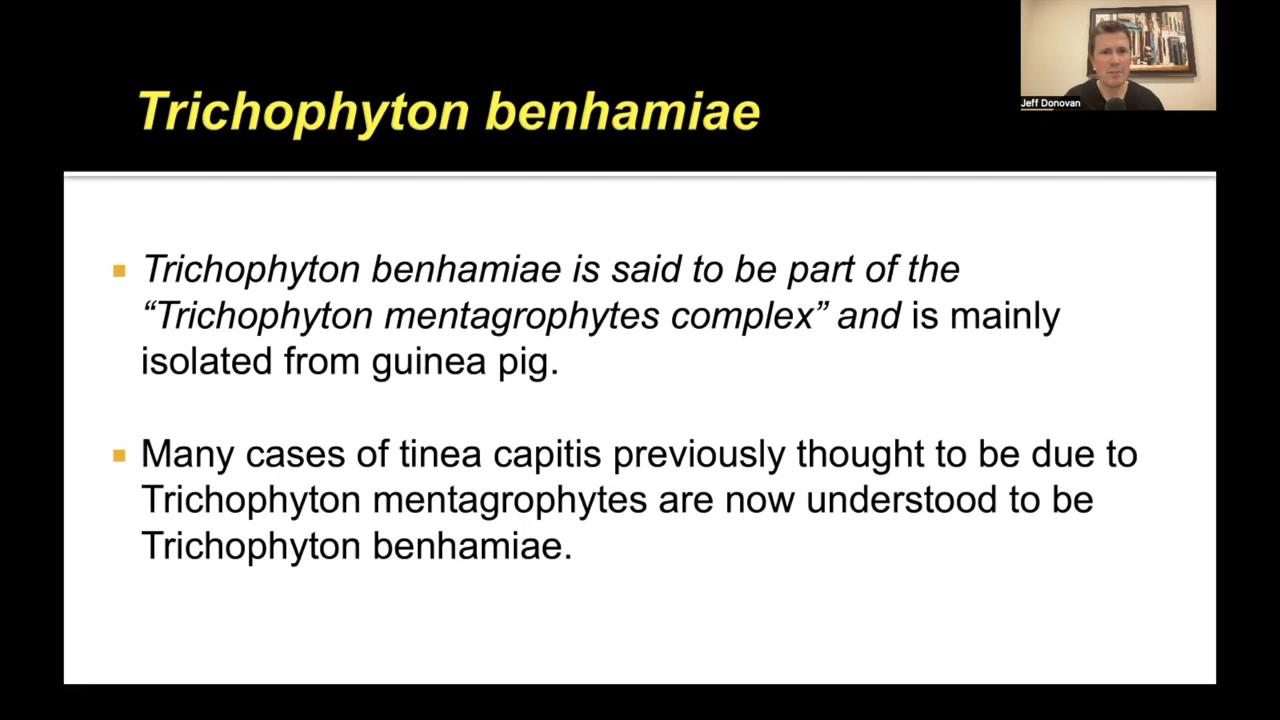 Trichophyton benhamiae
Jeff Donovan
Trichophyton benhamiae is said to be part of the
“Trichophyton mentagrophytes complex” and is mainly
isolated from guinea pig.
Many cases of tinea capitis previously thought to be due to
Trichophyton mentagrophytes are now understood to be
Trichophyton benhamiae.